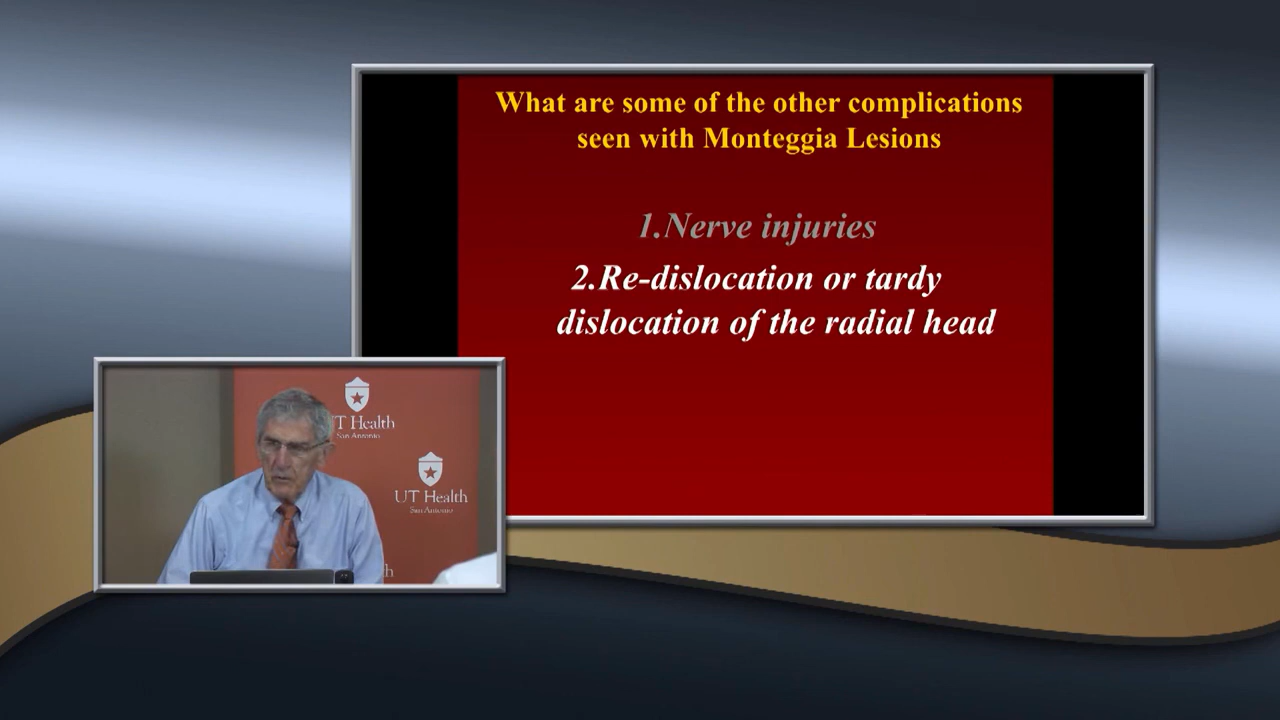 What are some of the other complications
seen with Monteggia Lesions
1.Nerve injuries
2.Re-dislocation or tardy
dislocation of the radial head
T Health
San Antonio
UT Health
San Antonio
h